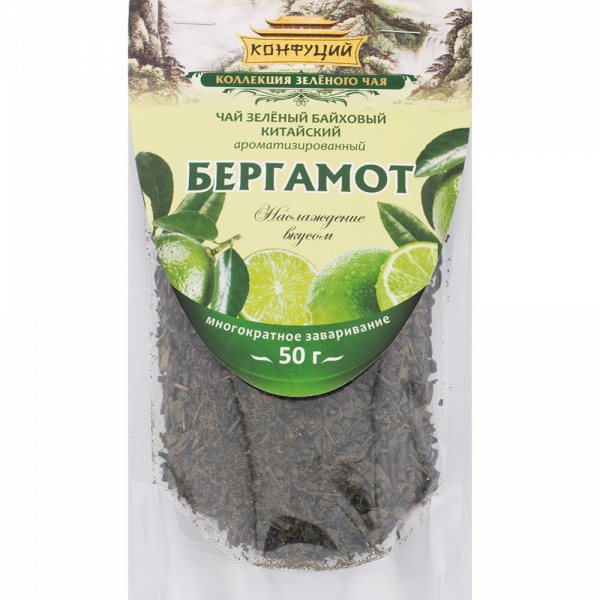 КОНФУЦИЙ
КОЛЛЕКЦИЯ ЗЕЛЁНОГО ЧАЯ
ЧАЙ ЗЕЛЁНЫЙ БАЙХОВЫЙ
КИТАЙСКИЙ
ароматизированный
БЕРГАМОТ
Наслаждение
вкусом
многократное заваривание
50 г